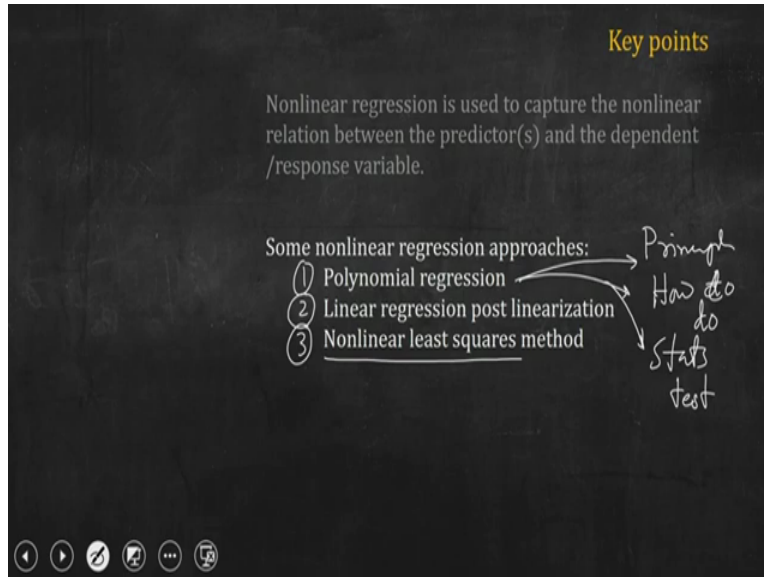 Key points
Nonlinear regression is used to capture the nonlinear
relation between the predictor(s) and the dependent
/response variable.
Some nonlinear regression approaches:
1 Polynomial regression
2 Linear regression post linearization
3 Nonlinear least squares method
How to
do
Stats
test